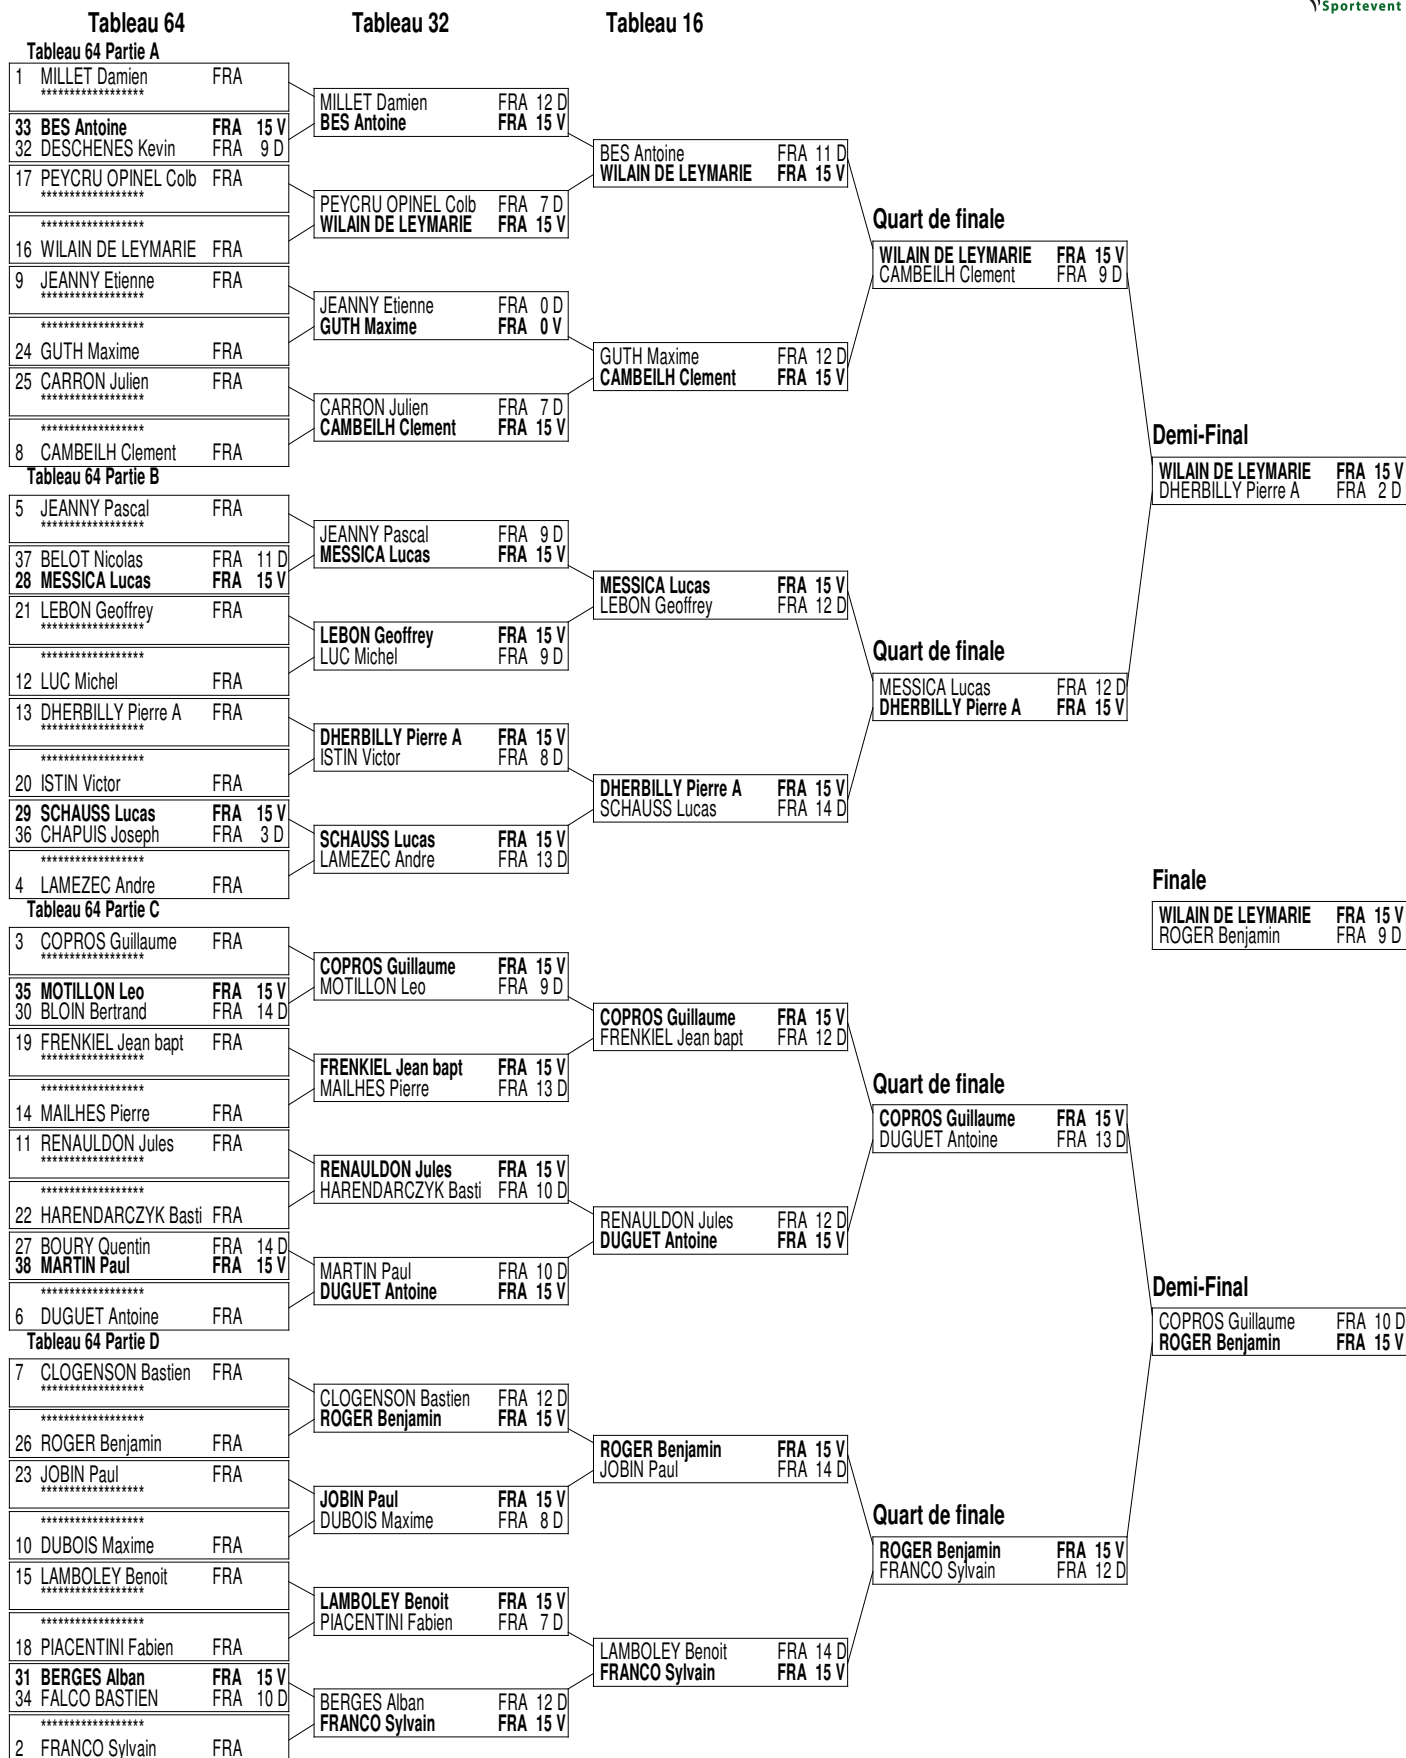 Sportevent
Tableau 64
Tableau 32
Tableau 16
Tableau 64 Partie A
1 MILLET Damien FRA
******************
33 BES Antoine FRA 15 V
32 DESCHENES Kevin FRA 9 D
17 PEYCRU OPINEL Colb FRA
******************
******************
16 WILAIN DE LEYMARIE FRA
9 JEANNY Etienne FRA
******************
******************
24 GUTH Maxime FRA
25 CARRON Julien FRA
******************
******************
8 CAMBEILH Clement FRA
Tableau 64 Partie B
5 JEANNY Pascal FRA
******************
37 BELOT Nicolas FRA 11 D
28 MESSICA Lucas FRA 15 V
21 LEBON Geoffrey FRA
******************
******************
12 LUC Michel FRA
13 DHERBILLY Pierre A FRA
******************
******************
20 ISTIN Victor FRA
29 SCHAUSS Lucas FRA 15 V
36 CHAPUIS Joseph FRA 3 D
******************
4 LAMEZEC Andre FRA
Tableau 64 Partie C
3 COPROS Guillaume FRA
******************
35 MOTILLON Leo FRA 15 V
30 BLOIN Bertrand FRA 14 D
19 FRENKIEL Jean bapt FRA
******************
******************
14 MAILHES Pierre FRA
11 RENAULDON Jules FRA
******************
******************
22 HARENDARCZYK Basti FRA
27 BOURY Quentin FRA 14 D
38 MARTIN Paul FRA 15 V
******************
6 DUGUET Antoine FRA
Tableau 64 Partie D
7 CLOGENSON Bastien FRA
******************
******************
26 ROGER Benjamin FRA
23 JOBIN Paul FRA
******************
******************
10 DUBOIS Maxime FRA
15 LAMBOLEY Benoit FRA
******************
******************
18 PIACENTINI Fabien FRA
31 BERGES Alban FRA 15 V
34 FALCO BASTIEN FRA 10 D
******************
2 FRANCO Sylvain FRA
MILLET Damien FRA 12 D
BES Antoine FRA 15 V
PEYCRU OPINEL Colb FRA 7 D
WILAIN DE LEYMARIE FRA 15 V
JEANNY Etienne FRA 0 D
GUTH Maxime FRA 0 V
CARRON Julien FRA 7 D
CAMBEILH Clement FRA 15 V
JEANNY Pascal FRA 9 D
MESSICA Lucas FRA 15 V
LEBON Geoffrey FRA 15 V
LUC Michel FRA 9 D
DHERBILLY Pierre A FRA 15 V
ISTIN Victor FRA 8 D
SCHAUSS Lucas FRA 15 V
LAMEZEC Andre FRA 13 D
COPROS Guillaume FRA 15 V
MOTILLON Leo FRA 9 D
FRENKIEL Jean bapt FRA 15 V
MAILHES Pierre FRA 13 D
RENAULDON Jules FRA 15 V
HARENDARCZYK Basti FRA 10 D
MARTIN Paul FRA 10 D
DUGUET Antoine FRA 15 V
CLOGENSON Bastien FRA 12 D
ROGER Benjamin FRA 15 V
JOBIN Paul FRA 15 V
DUBOIS Maxime FRA 8 D
LAMBOLEY Benoit FRA 15 V
PIACENTINI Fabien FRA 7 D
BERGES Alban FRA 12 D
FRANCO Sylvain FRA 15 V
BES Antoine FRA 11 D
WILAIN DE LEYMARIE FRA 15 V
GUTH Maxime FRA 12 D
CAMBEILH Clement FRA 15 V
MESSICA Lucas FRA 15 V
LEBON Geoffrey FRA 12 D
DHERBILLY Pierre A FRA 15 V
SCHAUSS Lucas FRA 14 D
COPROS Guillaume FRA 15 V
FRENKIEL Jean bapt FRA 12 D
RENAULDON Jules FRA 12 D
DUGUET Antoine FRA 15 V
ROGER Benjamin FRA 15 V
JOBIN Paul FRA 14 D
LAMBOLEY Benoit FRA 14 D
FRANCO Sylvain FRA 15 V
Quart de finale
WILAIN DE LEYMARIE FRA 15 V
CAMBEILH Clement FRA 9 D
Quart de finale
MESSICA Lucas FRA 12 D
DHERBILLY Pierre A FRA 15 V
Quart de finale
COPROS Guillaume FRA 15 V
DUGUET Antoine FRA 13 D
Quart de finale
ROGER Benjamin FRA 15 V
FRANCO Sylvain FRA 12 D
Demi-Final
WILAIN DE LEYMARIE FRA 15 V
DHERBILLY Pierre A FRA 2 D
Finale
WILAIN DE LEYMARIE FRA 15 V
ROGER Benjamin FRA 9 D
Demi-Final
COPROS Guillaume FRA 10 D
ROGER Benjamin FRA 15 V